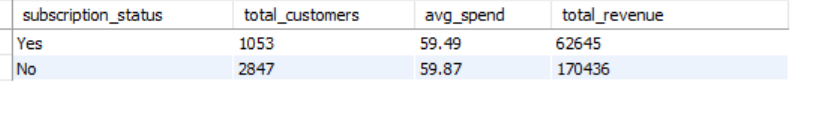 subscription_status total_customers avg_spend total_revenue
Yes 1053 59.49 62645
No 2847 59.87 170436